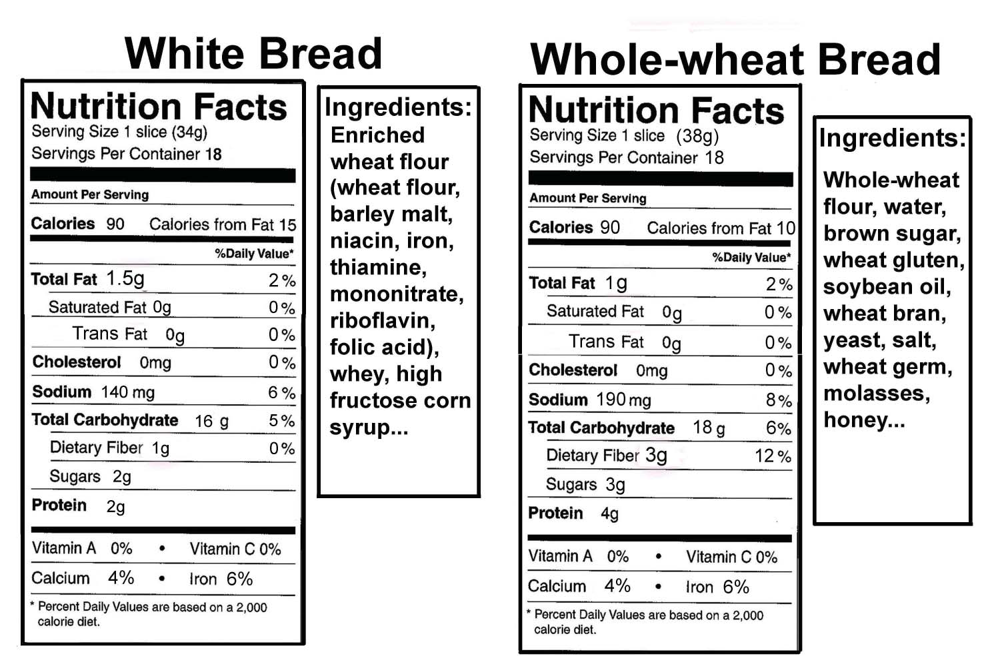 White Bread
Nutrition Facts
Serving Size 1 slice (34g)
Servings Per Container 18
Amount Per Serving
Calories 90 Calories from Fat 15
%Daily Value*
Total Fat 1.5g 2%
Saturated Fat 0g 0%
Trans Fat 0g 0%
Cholesterol 0mg 0%
Sodium 140 mg 6%
Total Carbohydrate 16 g 5%
Dietary Fiber 1g 0%
Sugars 2g
Protein 2g
Vitamin A 0% • Vitamin C 0%
Calcium 4% • Iron 6%
* Percent Daily Values are based on a 2,000
calorie diet.
Ingredients:
Enriched
wheat flour
(wheat flour,
barley malt,
niacin, iron,
thiamine,
mononitrate,
riboflavin,
folic acid),
whey, high
fructose corn
syrup...
Whole-wheat Bread
Nutrition Facts
Serving Size 1 slice (38g)
Servings Per Container 18
Amount Per Serving
Calories 90 Calories from Fat 10
%Daily Value*
Total Fat 1g 2%
Saturated Fat 0g 0%
Trans Fat 0g 0%
Cholesterol 0mg 0%
Sodium 190mg 8%
Total Carbohydrate 18g 6%
Dietary Fiber 3g 12%
Sugars 3g
Protein 4g
Vitamin A 0% • Vitamin C 0%
Calcium 4% • Iron 6%
* Percent Daily Values are based on a 2,000
calorie diet.
Ingredients:
Whole-wheat
flour, water,
brown sugar,
wheat gluten,
soybean oil,
wheat bran,
yeast, salt,
wheat germ,
molasses,
honey...